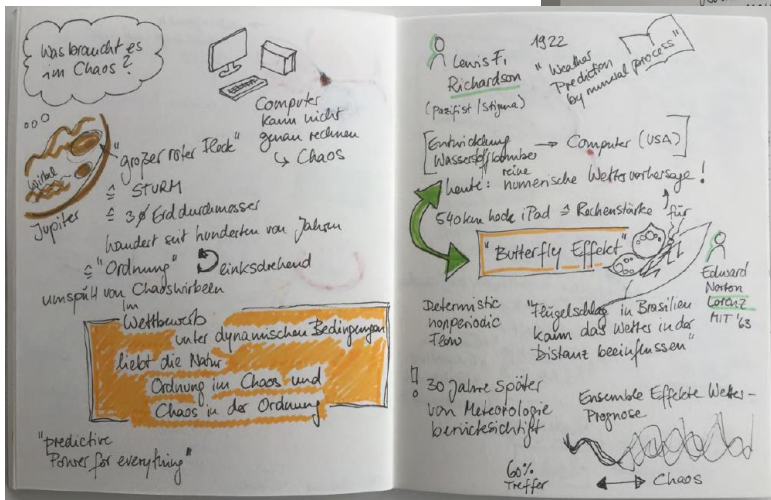 Was braucht es
im Chaos?
Computer
kann nicht
genau rechnen
↳ Chaos
Wirbel
Jupiter
"großer roter Fleck"
≙ STURM
≙ 3Ø Erddurchmesser
wandert seit hunderten von Jahren
≙ "Ordnung" linksdrehend
umspült von Chaoswirbeln
Im
Wettbewerb
unter dynamischen Bedingungen
liebt die Natur
Ordnung im Chaos und
Chaos in der Ordnung
"predictive
Power for everything"
Lewis F.
Richardson
(Pazifist / Stigma)
1922
"Weather
Prediction
by numerical process"
[Entwicklung
Wasserstoffbombe → Computer (USA)]
reine
heute: numerische Wettervorhersage!
540km hoch iPad ≙ Rechenstärke für
"Butterfly Effekt"
Edward
Norton
Lorenz
MIT '63
Deterministic
nonperiodic
Flow
"Flügelschlag in Brasilien
kann das Wetter in der
Distanz beeinflussen"
! 30 Jahre später
von Meteorologie
berücksichtigt
Ensemble Effekte Wetter-
Prognose
60%
Treffer
↔ Chaos